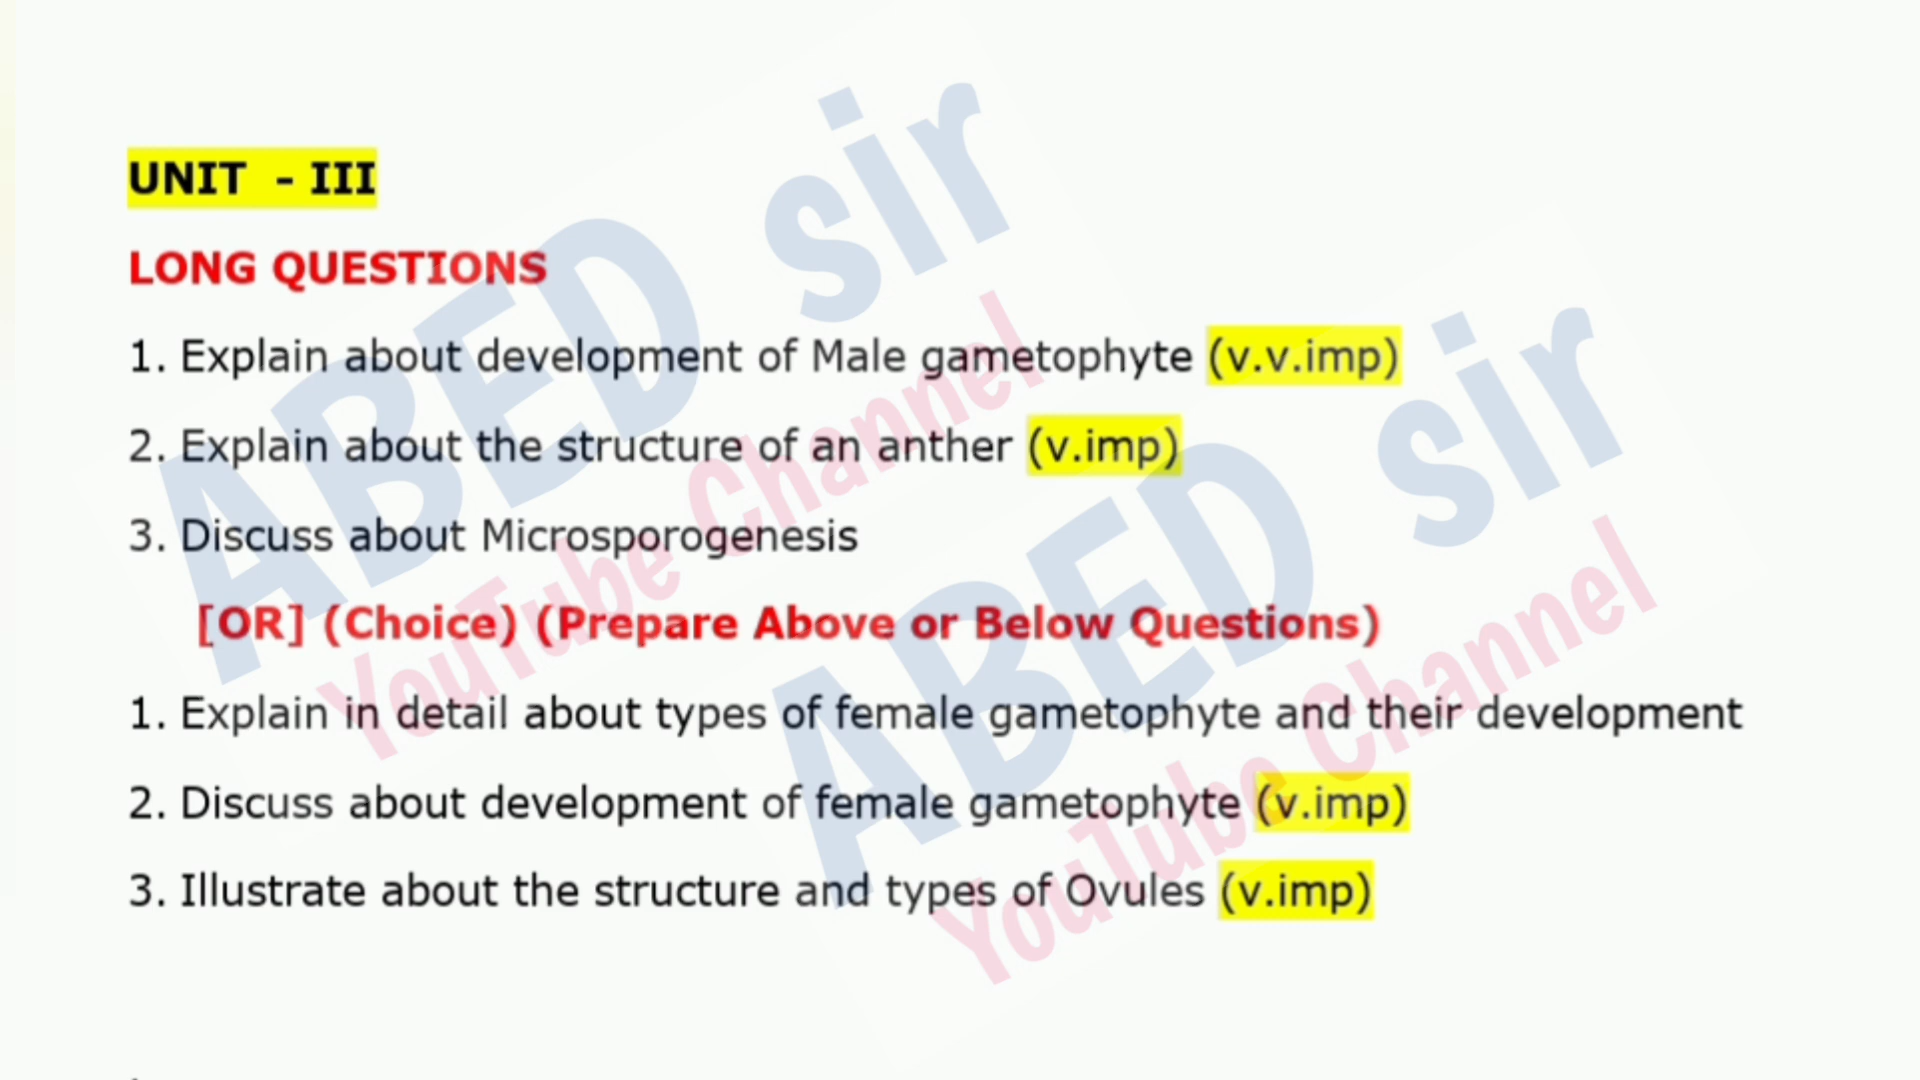 UNIT - III
LONG QUESTIONS
1. Explain about development of Male gametophyte (v.v.imp)
2. Explain about the structure of an anther (v.imp)
3. Discuss about Microsporogenesis
[OR] (Choice) (Prepare Above or Below Questions)
1. Explain in detail about types of female gametophyte and their development
2. Discuss about development of female gametophyte (v.imp)
3. Illustrate about the structure and types of Ovules (v.imp)
ABED sir
YouTube Channel
ABED sir
YouTube Channel